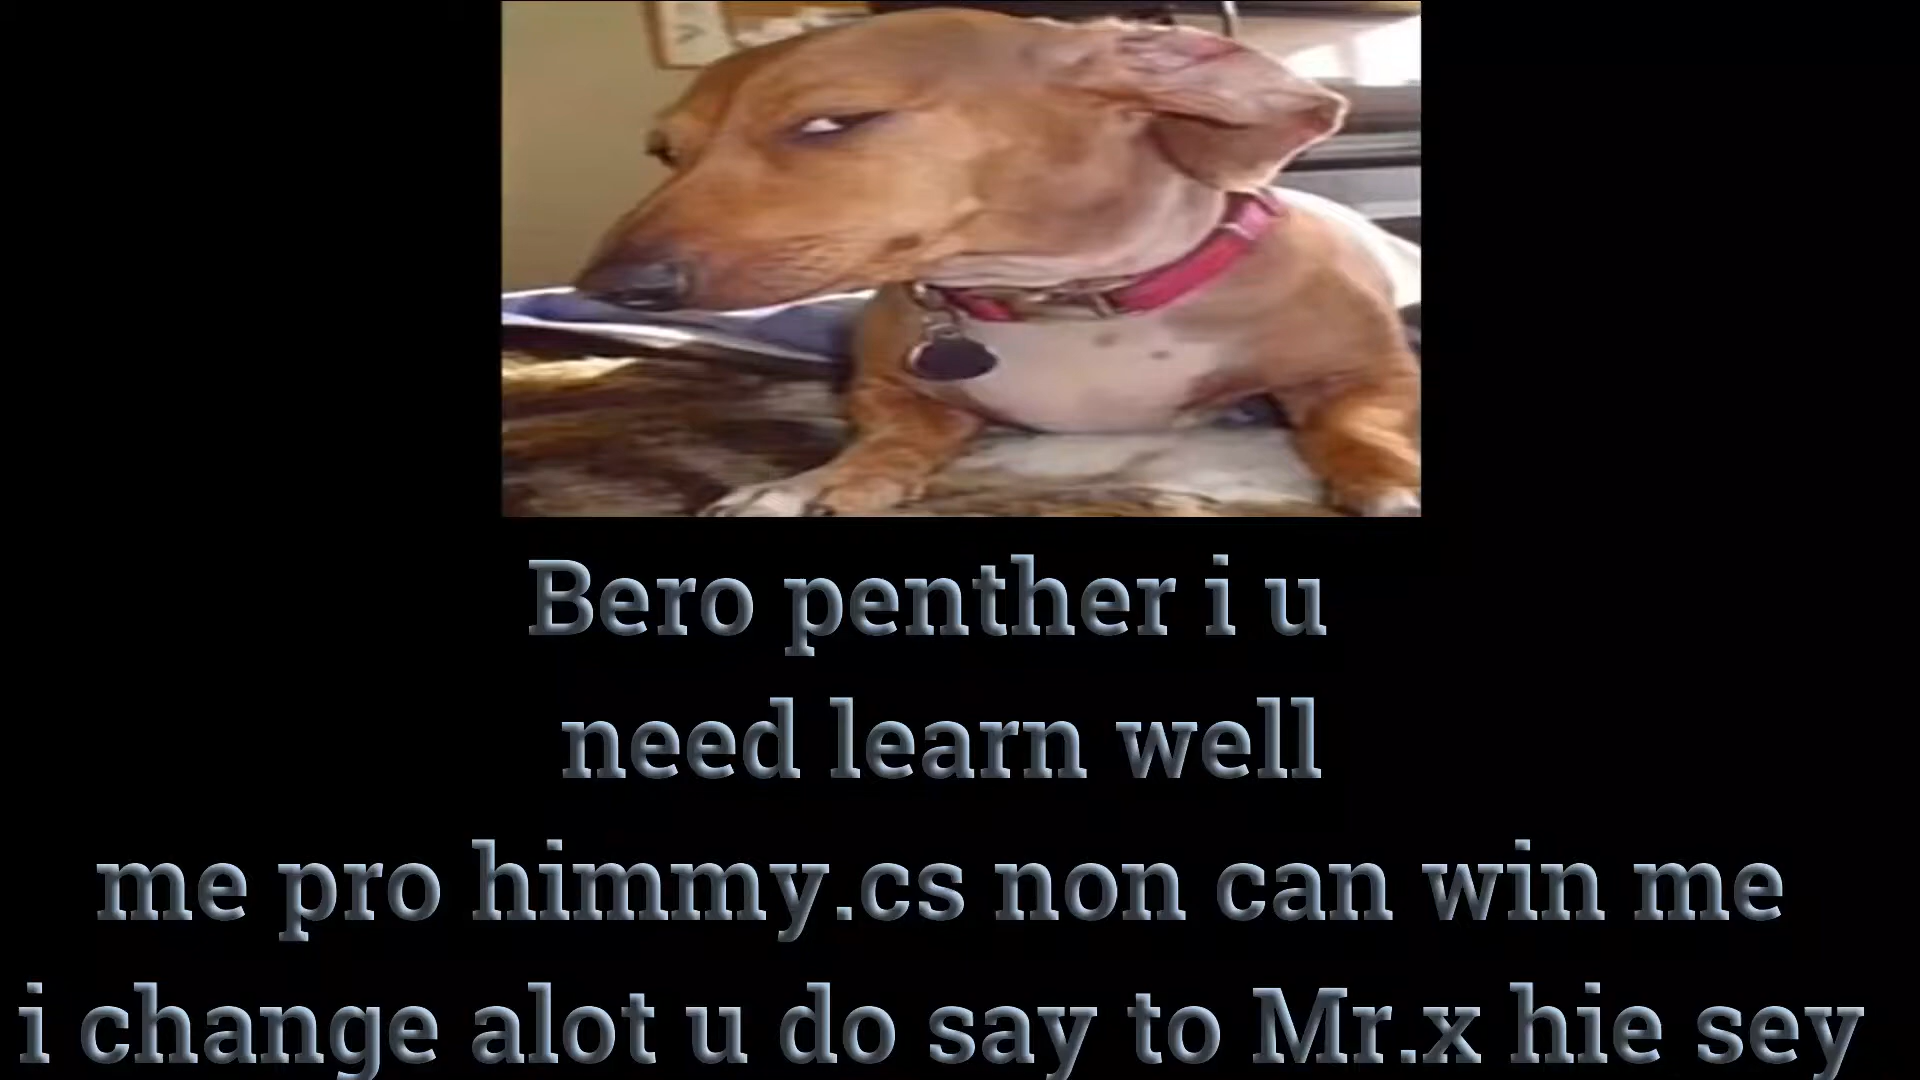 Bero penther i u
need learn well
me pro himmy.cs non can win me
i change alot u do say to Mr.x hie sey